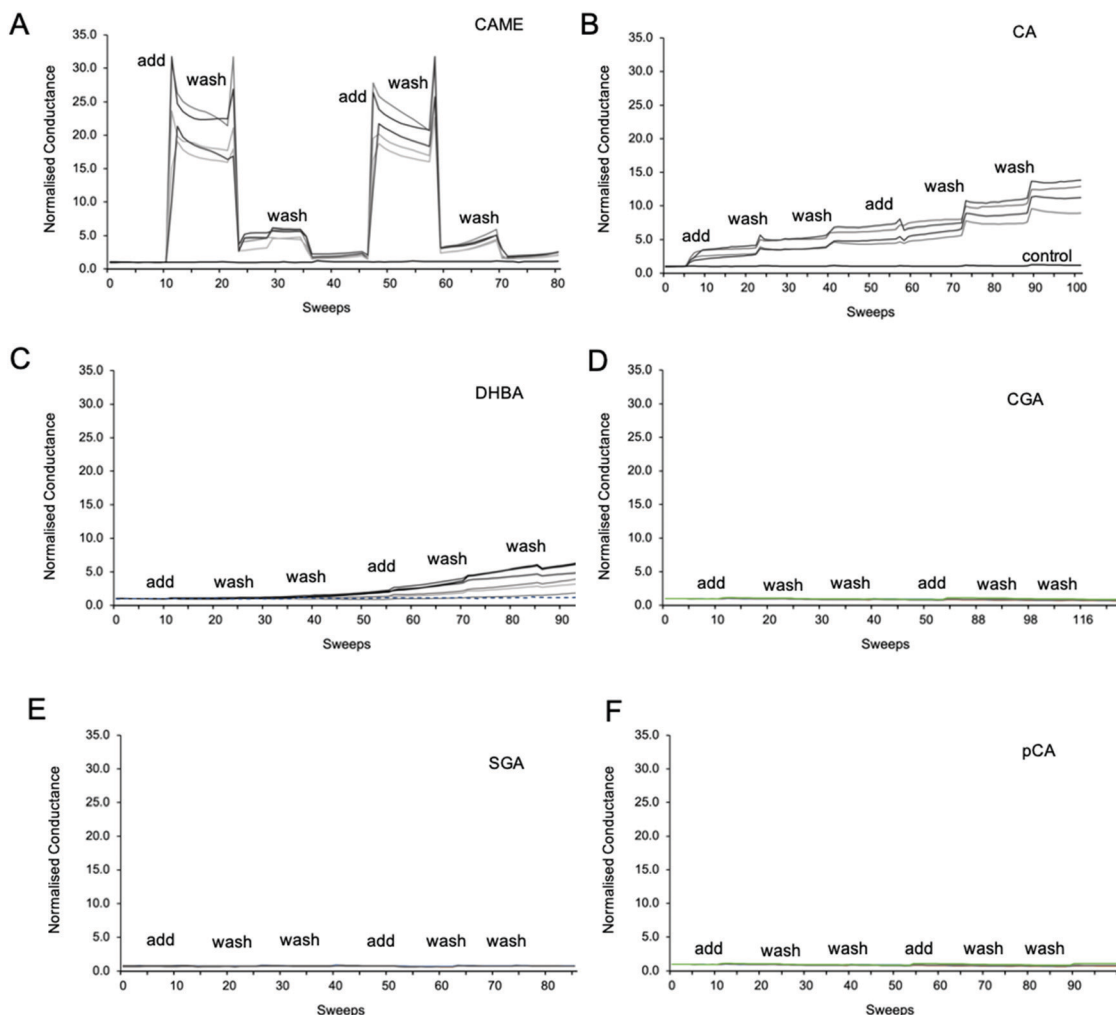 A
CAME
Normalised Conductance
35.0
30.0
25.0
20.0
15.0
10.0
5.0
0.0
add
wash
wash
add
wash
wash
0 10 20 30 40 50 60 70 80
Sweeps
B
CA
Normalised Conductance
35.0
30.0
25.0
20.0
15.0
10.0
5.0
0.0
add
wash
wash
add
wash
wash
control
0 10 20 30 40 50 60 70 80 90 100
Sweeps
C
DHBA
Normalised Conductance
35.0
30.0
25.0
20.0
15.0
10.0
5.0
0.0
add
wash
wash
add
wash
wash
0 10 20 30 40 50 60 70 80 90
Sweeps
D
CGA
Normalised Conductance
35.0
30.0
25.0
20.0
15.0
10.0
5.0
0.0
add
wash
wash
add
wash
wash
0 10 20 30 40 50 88 98 116
Sweeps
E
SGA
Normalised Conductance
35.0
30.0
25.0
20.0
15.0
10.0
5.0
0.0
add
wash
wash
add
wash
wash
0 10 20 30 40 50 60 70 80
Sweeps
F
pCA
Normalised Conductance
35.0
30.0
25.0
20.0
15.0
10.0
5.0
0.0
add
wash
wash
add
wash
wash
0 10 20 30 40 50 60 70 80 90
Sweeps